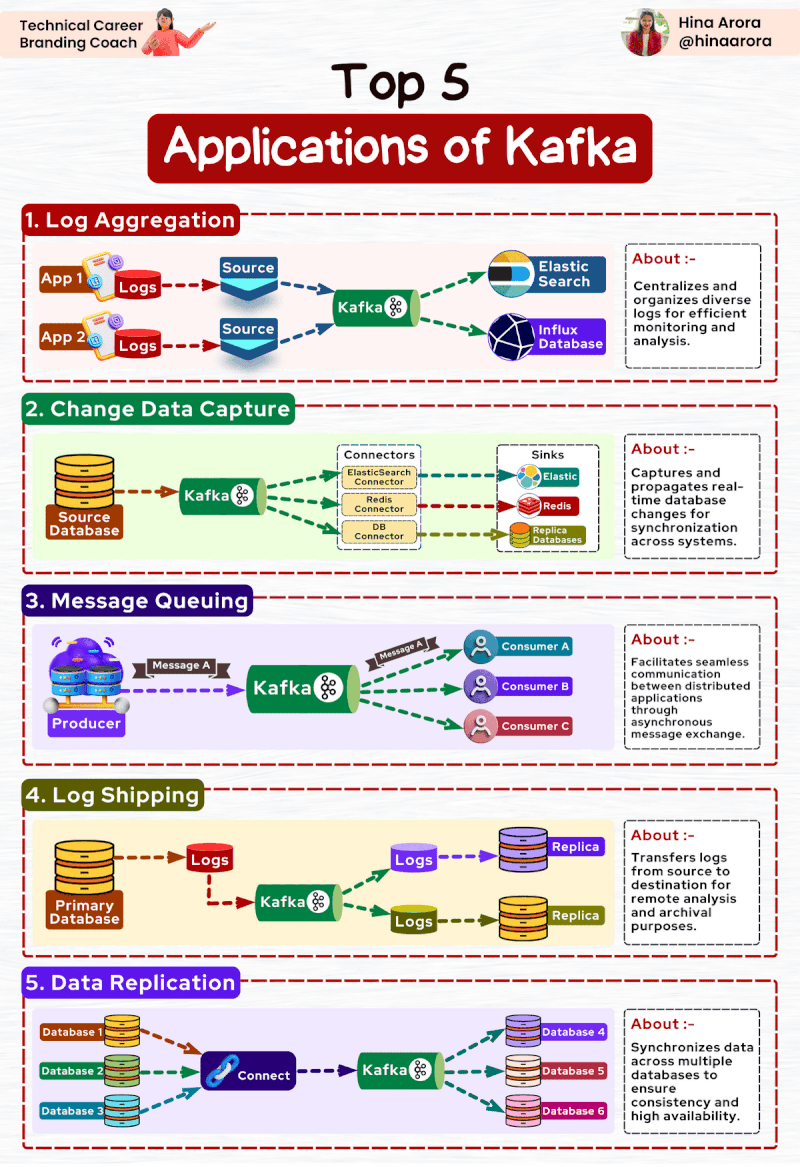 Technical Career
Branding Coach
Hina Arora
@hinaarora
Top 5
Applications of Kafka
1. Log Aggregation
App 1
Logs
Source
App 2
Logs
Source
Kafka
Elastic
Search
Influx
Database
About :-
Centralizes and
organizes diverse
logs for efficient
monitoring and
analysis.
2. Change Data Capture
Source
Database
Kafka
Connectors
ElasticSearch
Connector
Redis
Connector
DB
Connector
Sinks
Elastic
Redis
Replica
Databases
About :-
Captures and
propagates real-
time database
changes for
synchronization
across systems.
3. Message Queuing
Producer
Message A
Kafka
Message A
Consumer A
Consumer B
Consumer C
About :-
Facilitates seamless
communication
between distributed
applications
through
asynchronous
message exchange.
4. Log Shipping
Primary
Database
Logs
Kafka
Logs
Replica
Logs
Replica
About :-
Transfers logs
from source to
destination for
remote analysis
and archival
purposes.
5. Data Replication
Database 1
Database 2
Database 3
Connect
Kafka
Database 4
Database 5
Database 6
About :-
Synchronizes data
across multiple
databases to
ensure
consistency and
high availability.